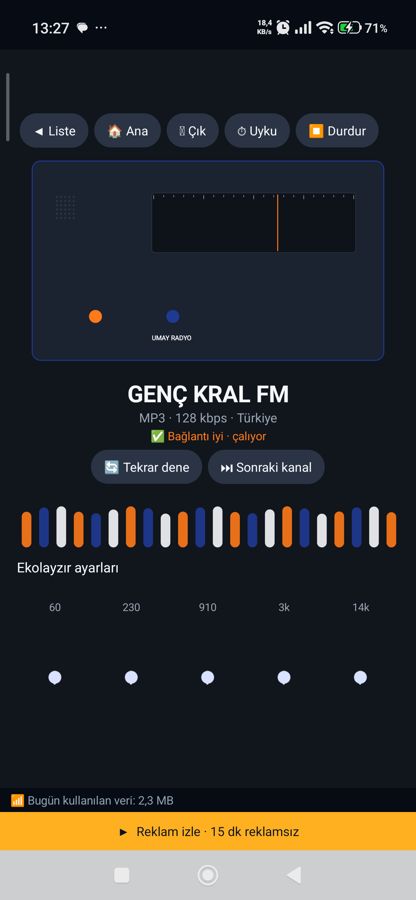 13:27 ... 18,4 KB/s 71%
◄ Liste 🏠 Ana Çık ⏱ Uyku ⏹ Durdur
UMAY RADYO
GENÇ KRAL FM
MP3 · 128 kbps · Türkiye
✅ Bağlantı iyi · çalıyor
🔄 Tekrar dene ⏭ Sonraki kanal
Ekolayzır ayarları
60 230 910 3k 14k
📶 Bugün kullanılan veri: 2,3 MB
► Reklam izle · 15 dk reklamsız